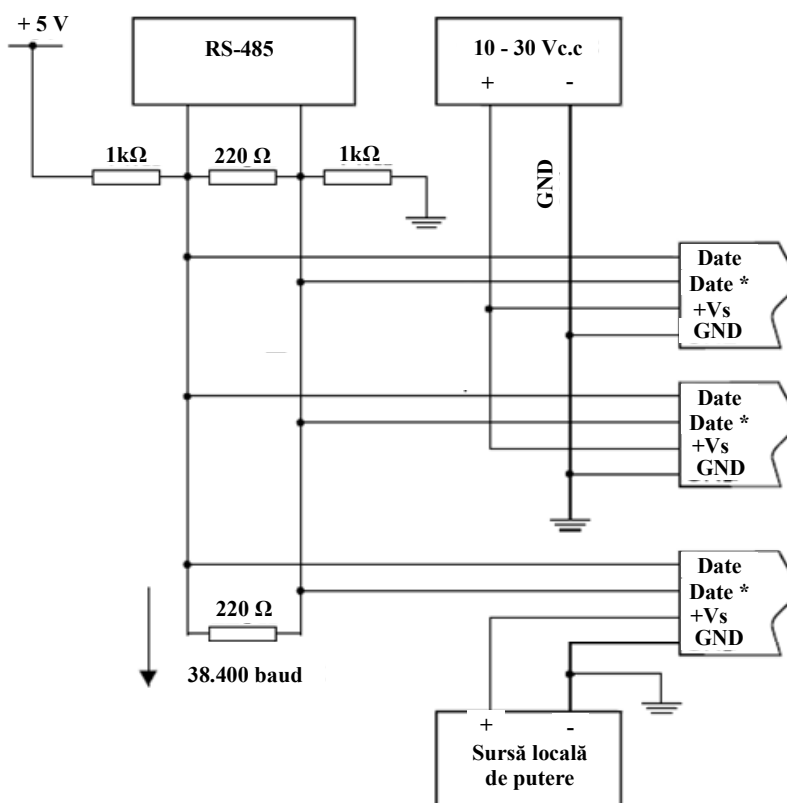 + 5 V
RS-485
10 - 30 Vc.c
+ -
1kΩ 220 Ω 1kΩ
GND
Date
Date *
+Vs
GND
Date
Date *
+Vs
GND
Date
Date *
+Vs
GND
220 Ω
38.400 baud
+ -
Sursă locală
de putere